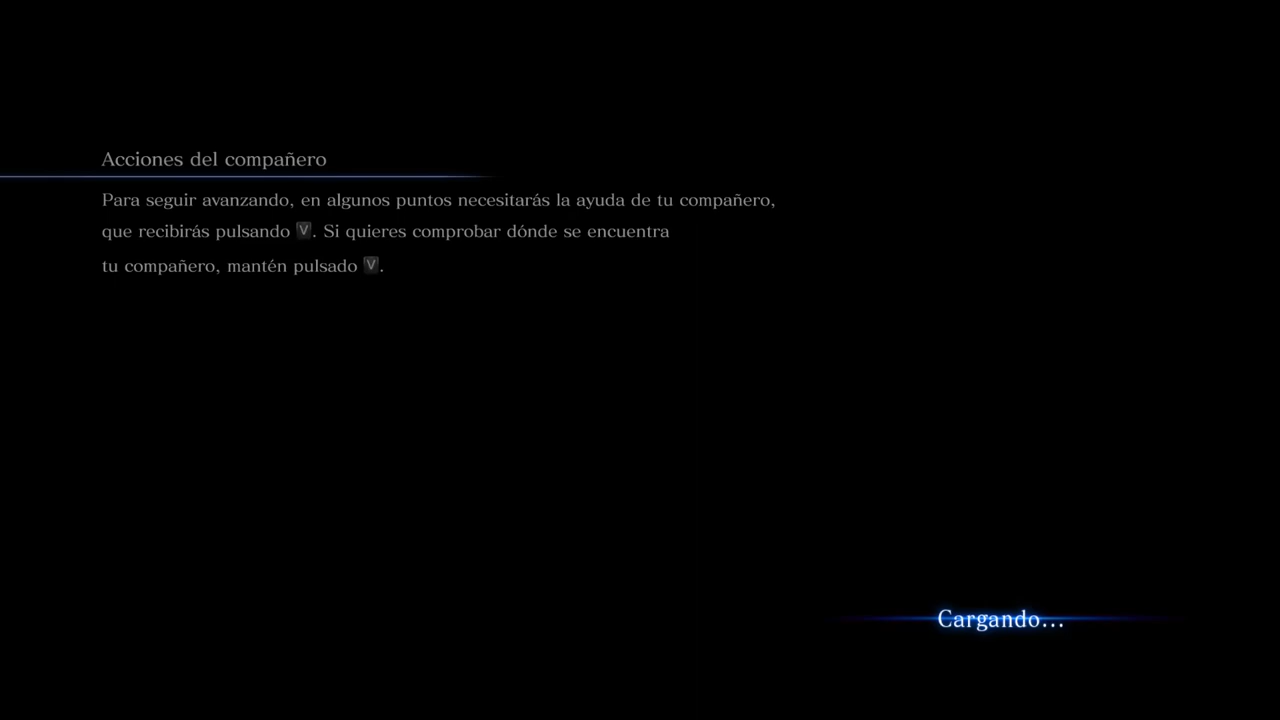 Acciones del compañero
Para seguir avanzando, en algunos puntos necesitarás la ayuda de tu compañero,
que recibirás pulsando V. Si quieres comprobar dónde se encuentra
tu compañero, mantén pulsado V.
Cargando...